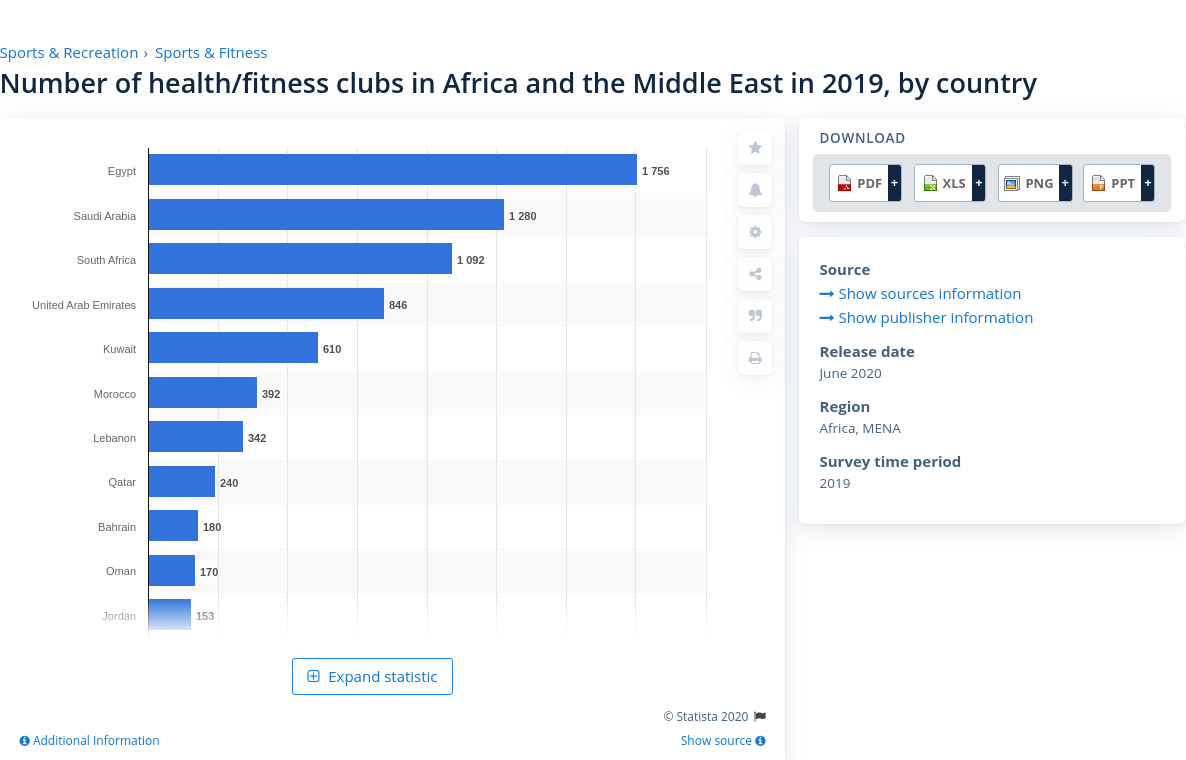 Sports & Recreation › Sports & Fitness
Number of health/fitness clubs in Africa and the Middle East in 2019, by country
Egypt 1 756
Saudi Arabia 1 280
South Africa 1 092
United Arab Emirates 846
Kuwait 610
Morocco 392
Lebanon 342
Qatar 240
Bahrain 180
Oman 170
Jordan 153
Expand statistic
© Statista 2020
Additional Information
Show source
DOWNLOAD
PDF + XLS + PNG + PPT +
Source
Show sources information
Show publisher information
Release date
June 2020
Region
Africa, MENA
Survey time period
2019